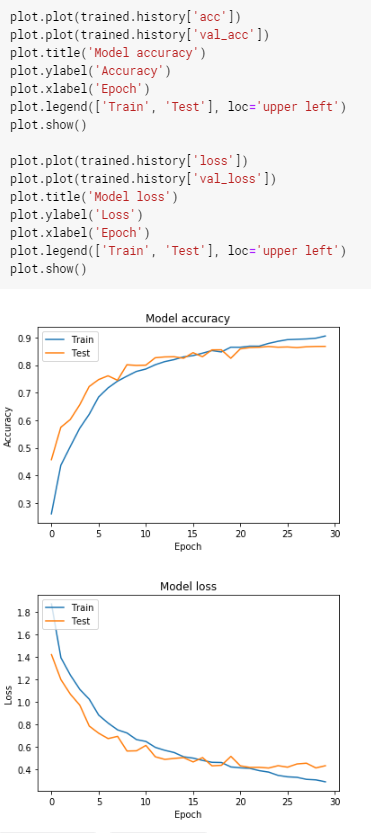 plot.plot(trained.history['acc'])
plot.plot(trained.history['val_acc'])
plot.title('Model accuracy')
plot.ylabel('Accuracy')
plot.xlabel('Epoch')
plot.legend(['Train', 'Test'], loc='upper left')
plot.show()
plot.plot(trained.history['loss'])
plot.plot(trained.history['val_loss'])
plot.title('Model loss')
plot.ylabel('Loss')
plot.xlabel('Epoch')
plot.legend(['Train', 'Test'], loc='upper left')
plot.show()
Model accuracy
Train
Test
0.9
0.8
0.7
0.6
0.5
0.4
0.3
Accuracy
0 5 10 15 20 25 30
Epoch
Model loss
Train
Test
1.8
1.6
1.4
1.2
1.0
0.8
0.6
0.4
Loss
0 5 10 15 20 25 30
Epoch